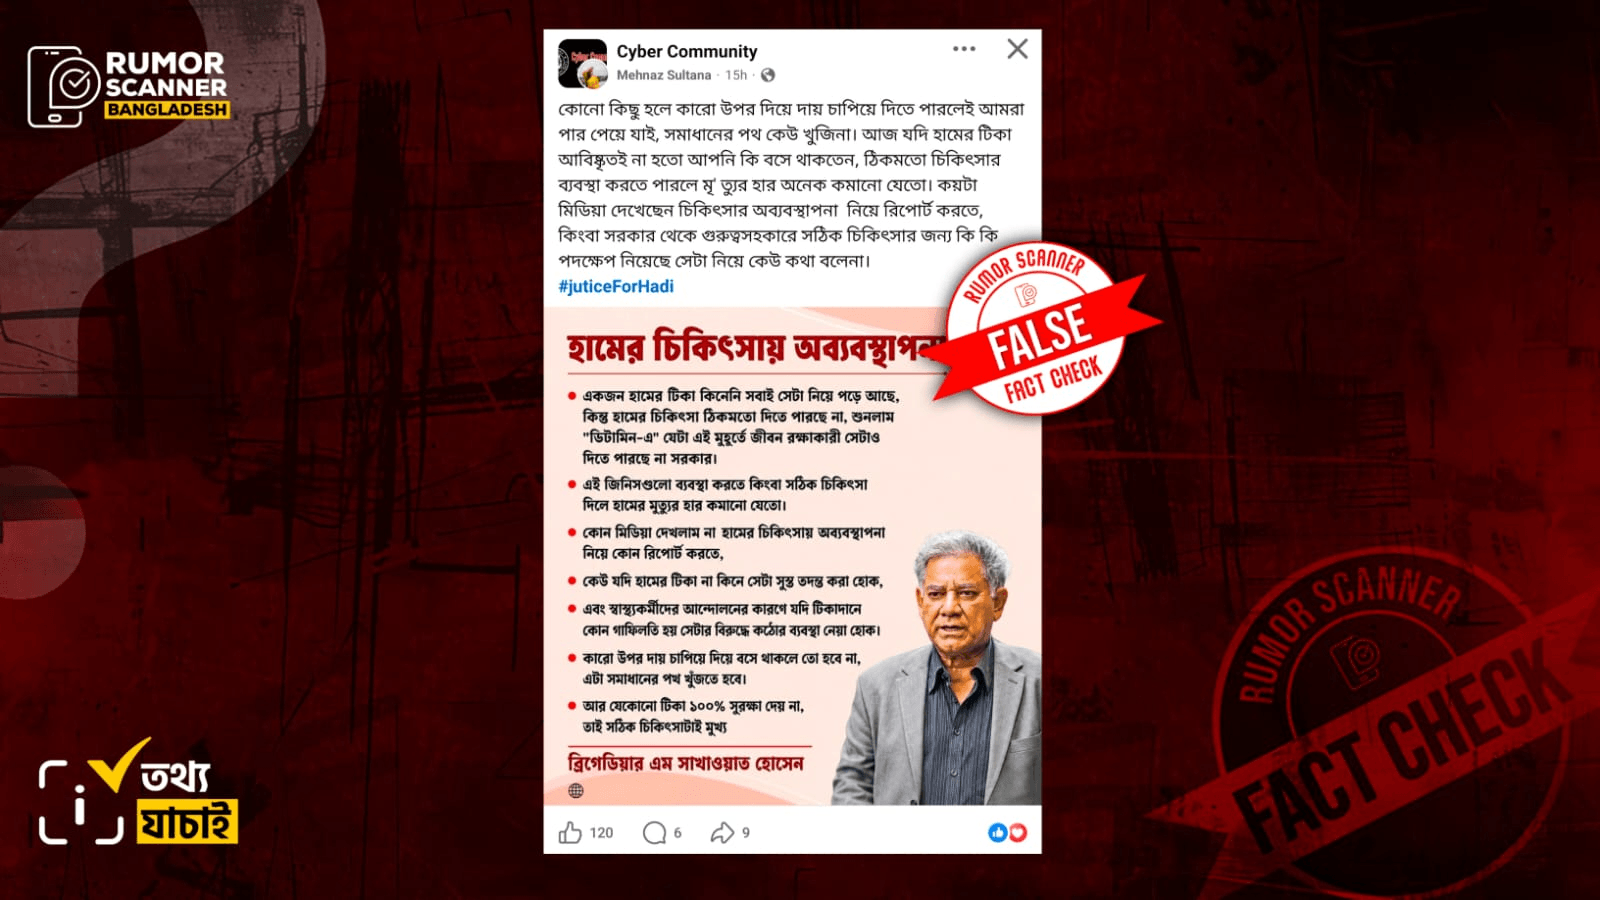 RUMOR
SCANNER
BANGLADESH
Cyber Community
Mehnaz Sultana · 15h ·
কোনো কিছু হলে কারো উপর দিয়ে দায় চাপিয়ে দিতে পারলেই আমরা
পার পেয়ে যাই, সমাধানের পথ কেউ খুজিনা। আজ যদি হামের টিকা
আবিষ্কৃতই না হতো আপনি কি বসে থাকতেন, ঠিকমতো চিকিৎসার
ব্যবস্থা করতে পারলে মৃ' ত্যুর হার অনেক কমানো যেতো। কয়টা
মিডিয়া দেখেছেন চিকিৎসার অব্যবস্থাপনা নিয়ে রিপোর্ট করতে,
কিংবা সরকার থেকে গুরুত্বসহকারে সঠিক চিকিৎসার জন্য কি কি
পদক্ষেপ নিয়েছে সেটা নিয়ে কেউ কথা বলেনা।
#juticeForHadi
RUMOR SCANNER
FALSE
FACT CHECK
হামের চিকিৎসায় অব্যবস্থাপনা
• একজন হামের টিকা কিনেনি সবাই সেটা নিয়ে পড়ে আছে,
কিন্তু হামের চিকিৎসা ঠিকমতো দিতে পারছে না, শুনলাম
"ডিটামিন-এ" যেটা এই মুহূর্তে জীবন রক্ষাকারী সেটাও
দিতে পারছে না সরকার।
• এই জিনিসগুলো ব্যবস্থা করতে কিংবা সঠিক চিকিৎসা
দিলে হামের মৃত্যুর হার কমানো যেতো।
• কোন মিডিয়া দেখলাম না হামের চিকিৎসায় অব্যবস্থাপনা
নিয়ে কোন রিপোর্ট করতে,
• কেউ যদি হামের টিকা না কিনে সেটা সুস্থ তদন্ত করা হোক,
• এবং স্বাস্থ্যকর্মীদের আন্দোলনের কারণে যদি টিকাদানে
কোন গাফিলতি হয় সেটার বিরুদ্ধে কঠোর ব্যবস্থা নেয়া হোক।
• কারো উপর দায় চাপিয়ে দিয়ে বসে থাকলে তো হবে না,
এটা সমাধানের পথ খুঁজতে হবে।
• আর যেকোনো টিকা ১০০% সুরক্ষা দেয় না,
তাই সঠিক চিকিৎসাটাই মুখ্য
ব্রিগেডিয়ার এম সাখাওয়াত হোসেন
120 6 9
তথ্য
যাচাই
RUMOR SCANNER
FACT CHECK